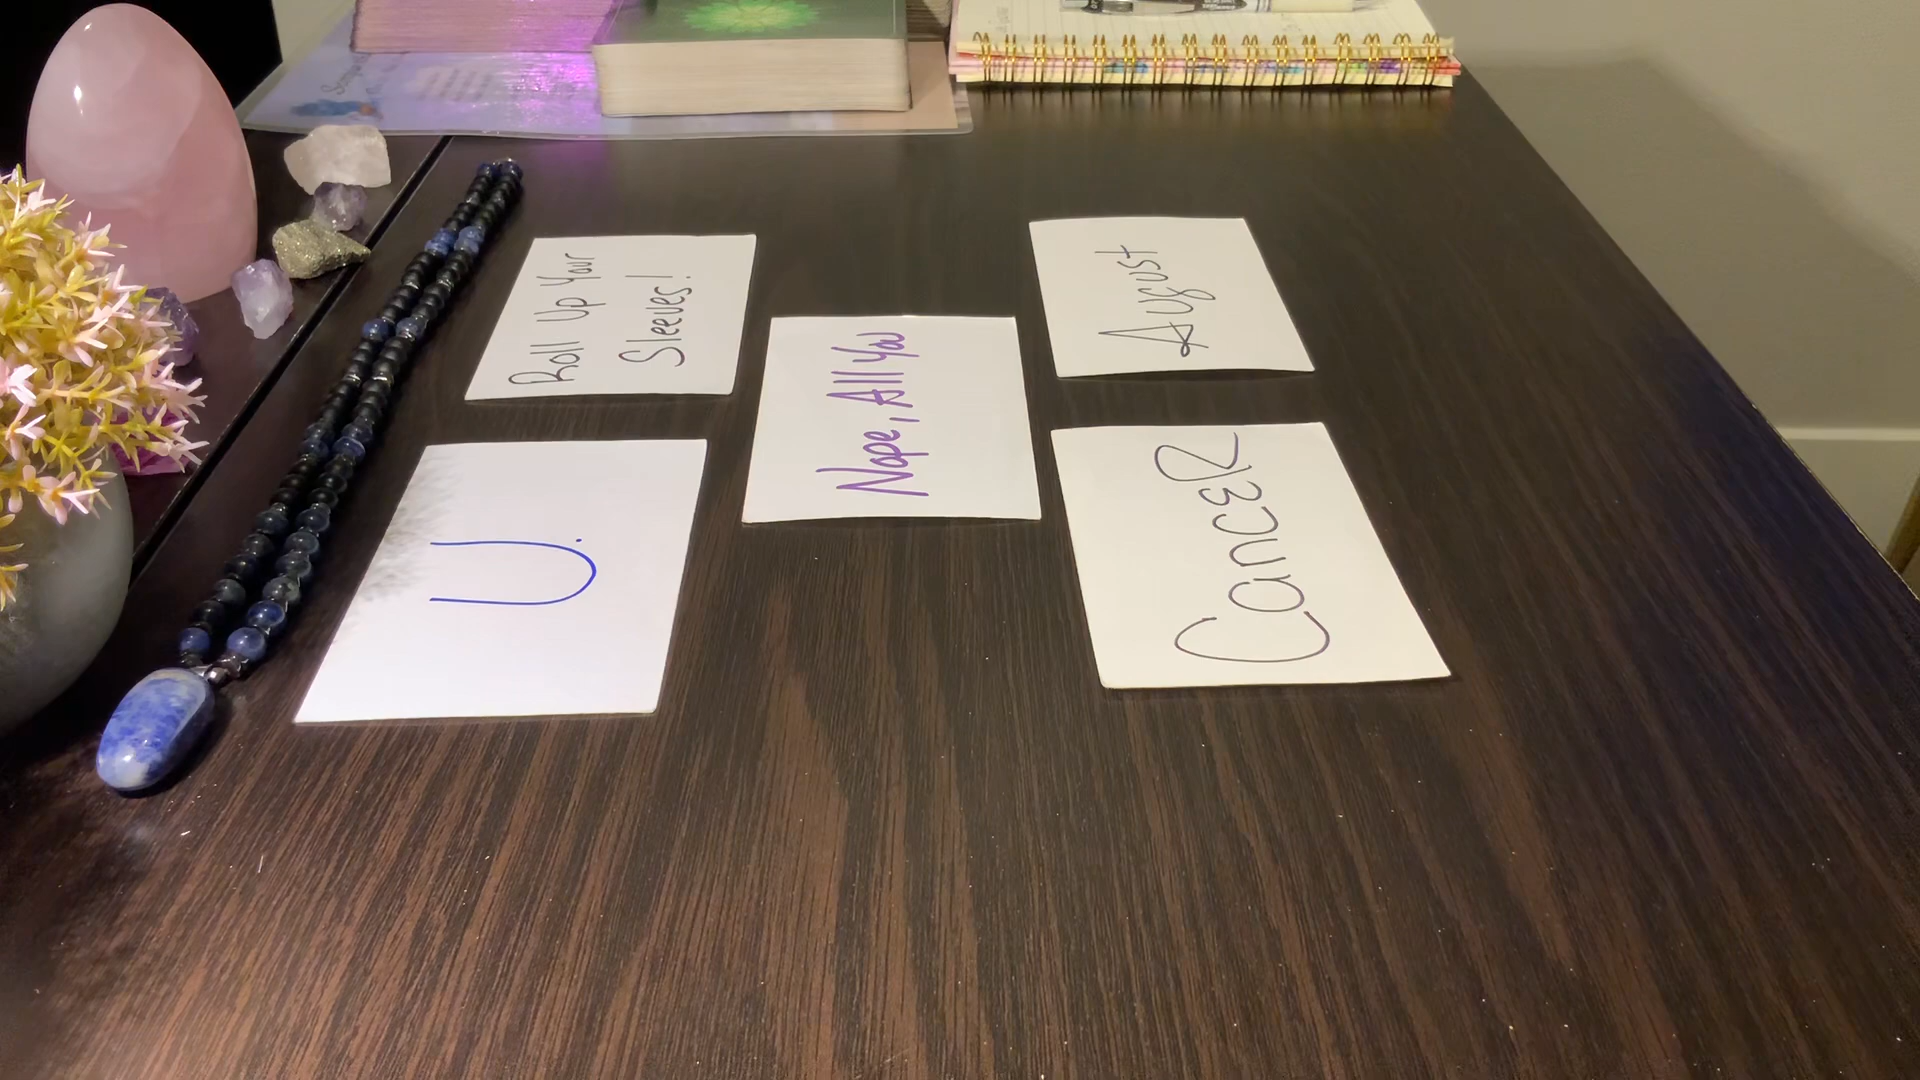 Roll Up Your
Sleeves!
August
Nope, All You
U.
CancER